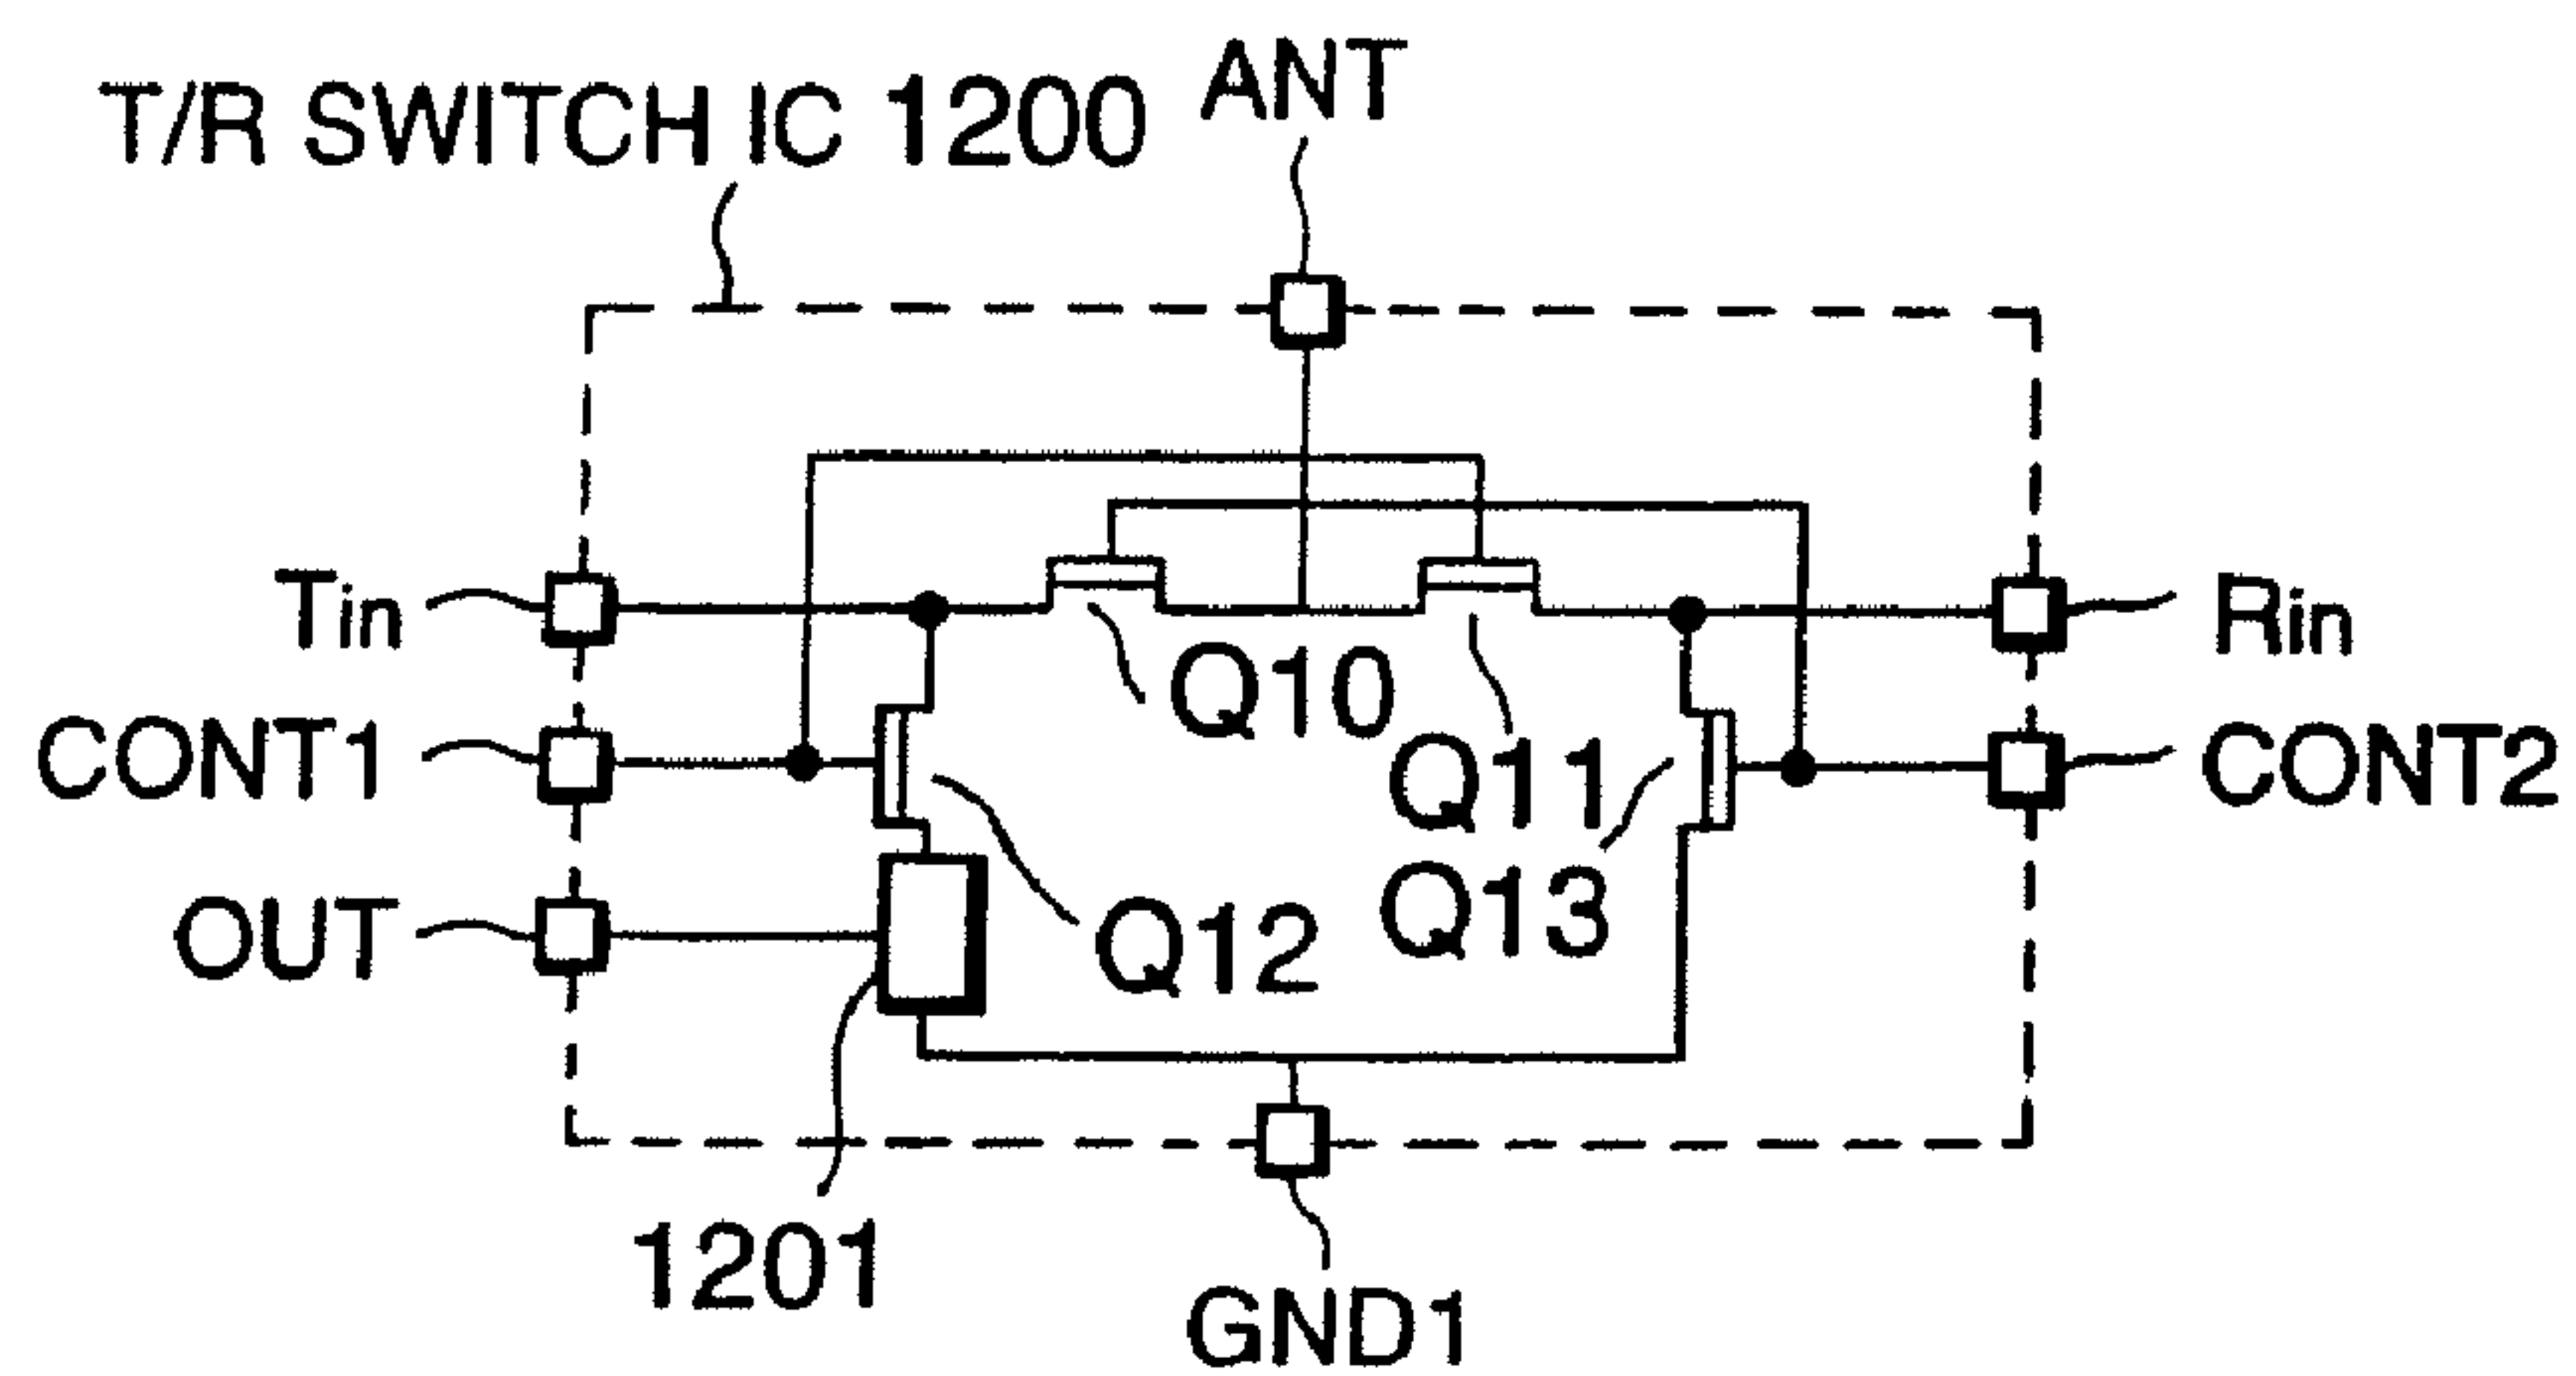 T/R SWITCH IC 1200
ANT
Tin
Rin
Q10
CONT1
Q11
CONT2
Q13
OUT
Q12
1201
GND1